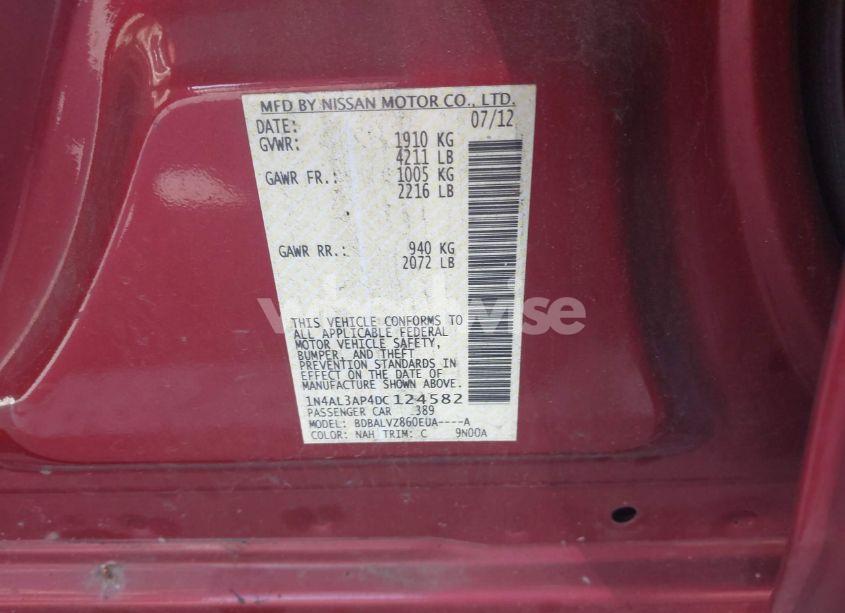 MFD BY NISSAN MOTOR CO., LTD.
DATE: 07/12
GVWR: 1910 KG
4211 LB
GAWR FR.: 1005 KG
2216 LB
GAWR RR.: 940 KG
2072 LB
THIS VEHICLE CONFORMS TO
ALL APPLICABLE FEDERAL
MOTOR VEHICLE SAFETY,
BUMPER, AND THEFT
PREVENTION STANDARDS IN
EFFECT ON THE DATE OF
MANUFACTURE SHOWN ABOVE.
1N4AL3AP4DC124582
PASSENGER CAR 389
MODEL: BDBALVZ860EUA----A
COLOR: NAH TRIM: C 9N00A